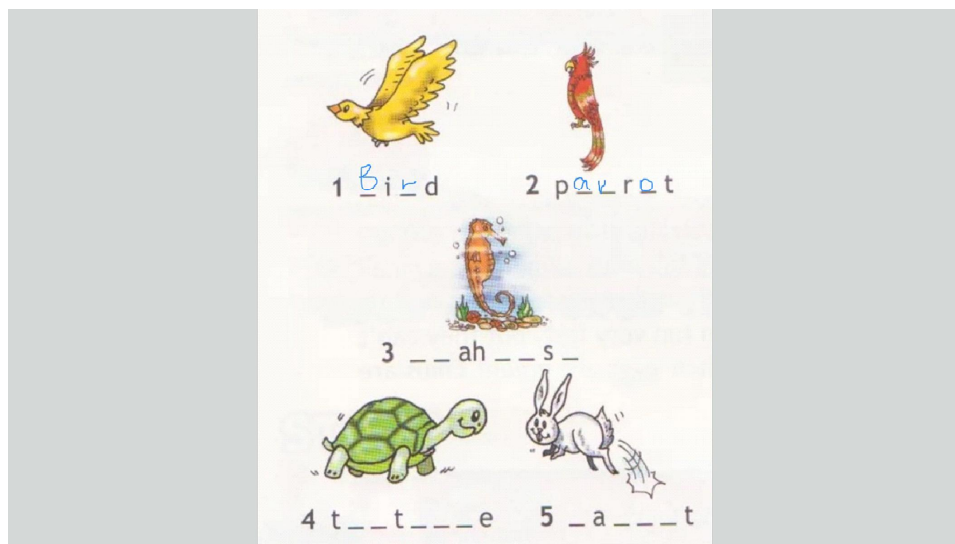 1 Bird 2 parrot
3 _ _ ah _ _ s _
4 t _ _ t _ _ _ e 5 _ a _ _ _ t